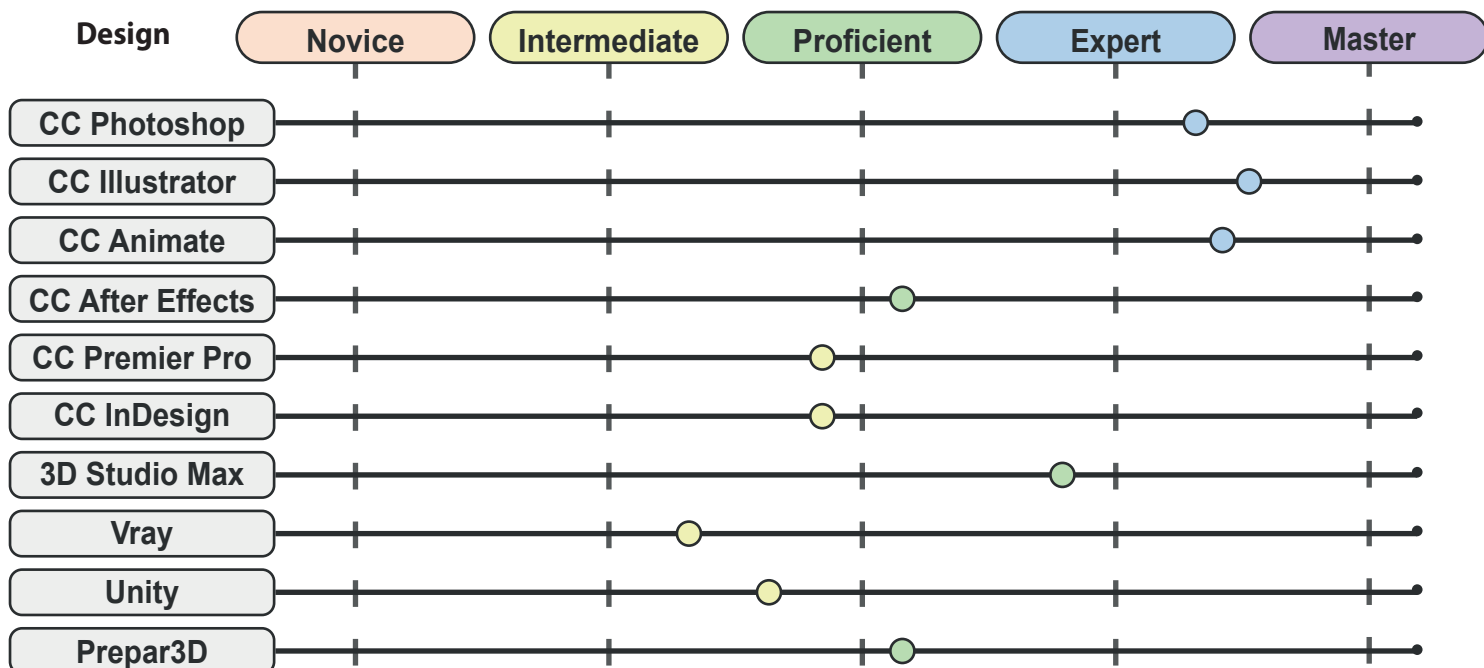 Design Novice Intermediate Proficient Expert Master
CC Photoshop
CC Illustrator
CC Animate
CC After Effects
CC Premier Pro
CC InDesign
3D Studio Max
Vray
Unity
Prepar3D